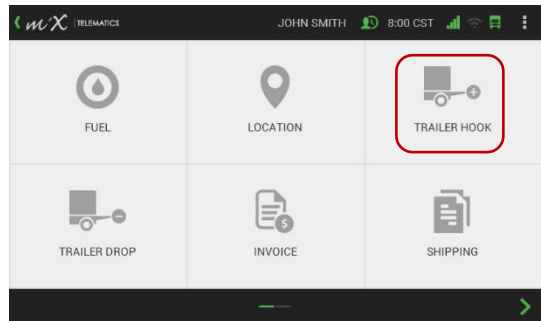 miX TELEMATICS JOHN SMITH 8:00 CST
FUEL LOCATION TRAILER HOOK
TRAILER DROP INVOICE SHIPPING